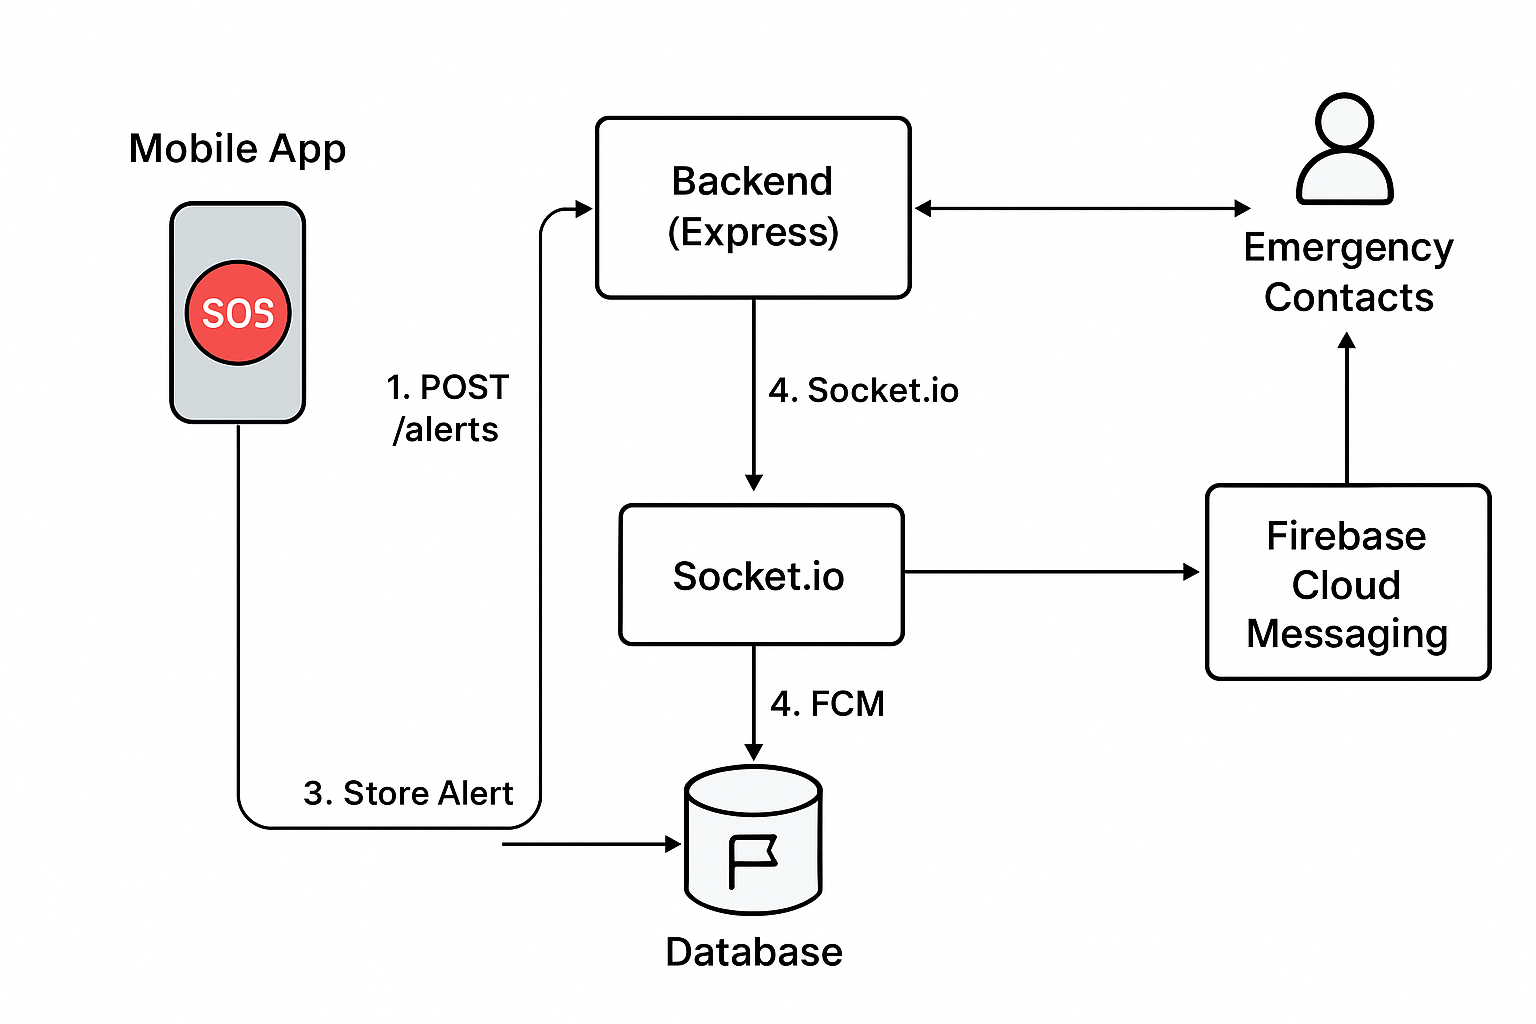 Mobile App
SOS
1. POST
/alerts
3. Store Alert
Backend
(Express)
4. Socket.io
Socket.io
4. FCM
Database
Emergency
Contacts
Firebase
Cloud
Messaging